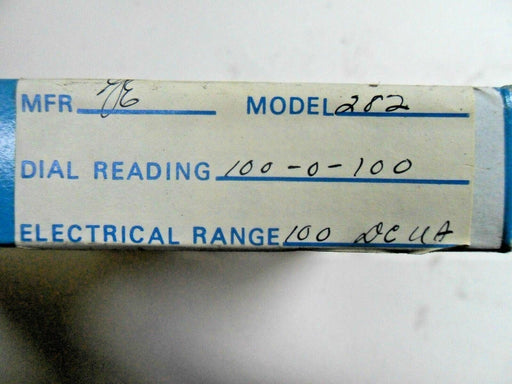 MFR MODEL 282
DIAL READING 100-0-100
ELECTRICAL RANGE 100 DC UA